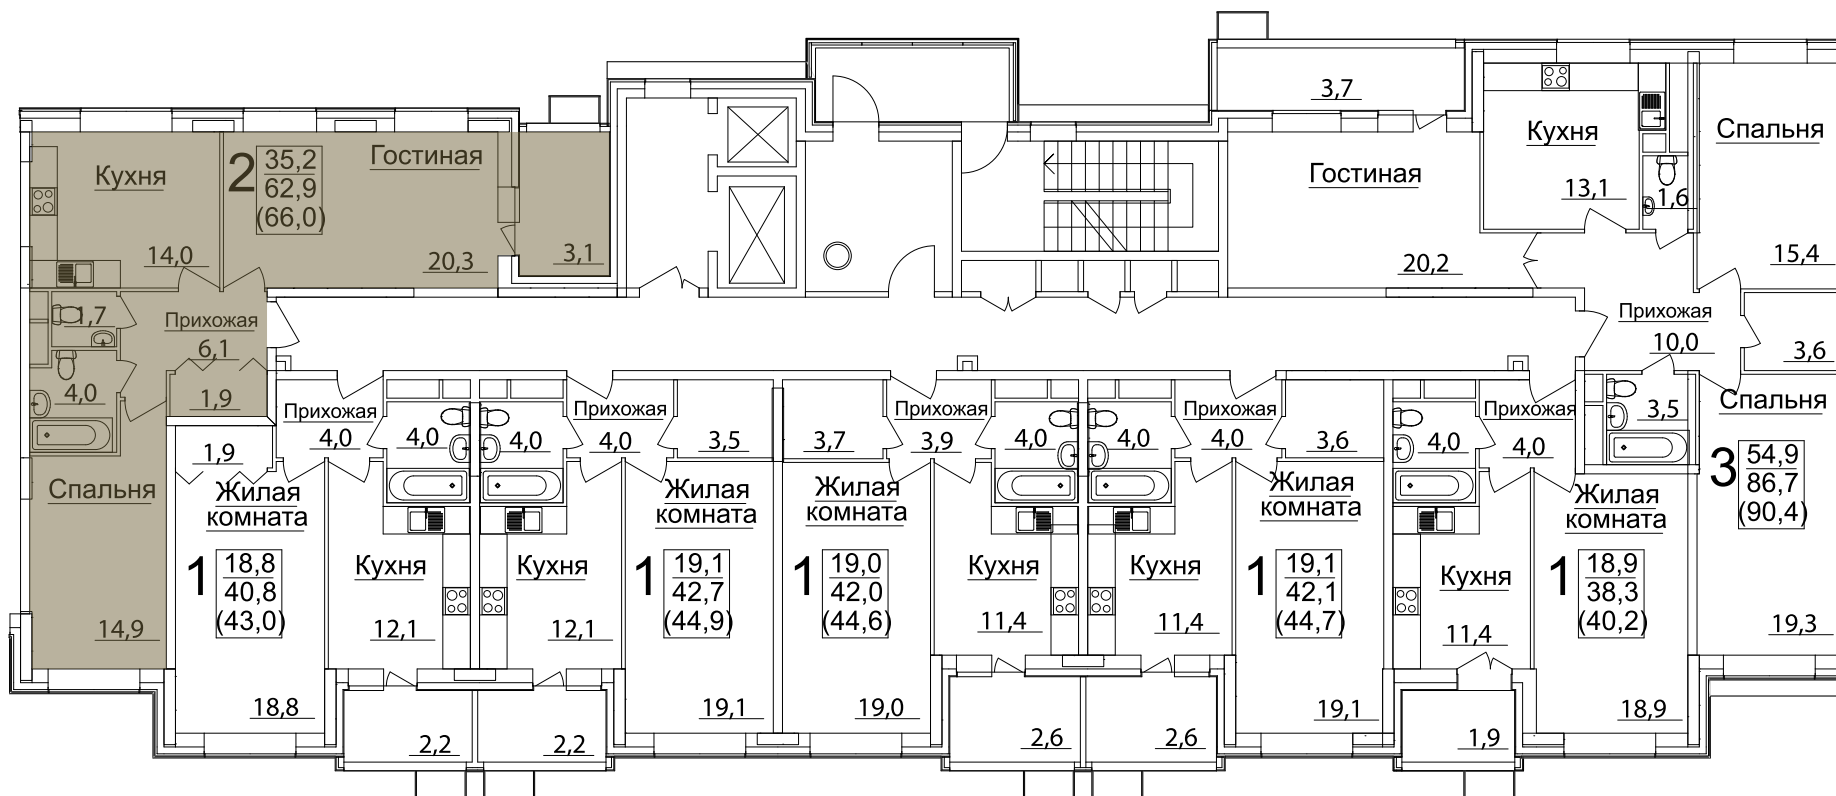 3,7
Кухня
13,1
1,6
Спальня
15,4
Гостиная
20,2
Кухня
14,0
2
35,2
62,9
(66,0)
Гостиная
20,3
3,1
1,7
Прихожая
6,1
1,9
4,0
Спальня
14,9
Прихожая
10,0
3,6
3,5
Спальня
3
54,9
86,7
(90,4)
19,3
1,9
Прихожая
4,0
4,0
Жилая
комната
1
18,8
40,8
(43,0)
Кухня
12,1
18,8
2,2
4,0
Прихожая
4,0
3,5
Кухня
12,1
Жилая
комната
1
19,1
42,7
(44,9)
19,1
2,2
3,7
Прихожая
3,9
4,0
Жилая
комната
1
19,0
42,0
(44,6)
Кухня
11,4
19,0
2,6
4,0
Прихожая
4,0
3,6
Кухня
11,4
Жилая
комната
1
19,1
42,1
(44,7)
19,1
2,6
4,0
Прихожая
4,0
Кухня
11,4
Жилая
комната
1
18,9
38,3
(40,2)
18,9
1,9